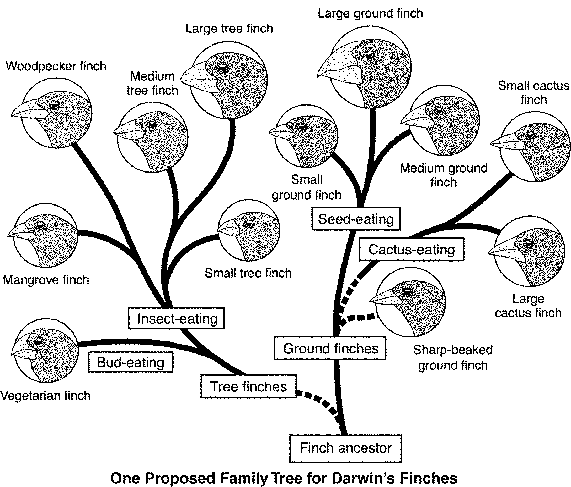 Large ground finch
Large tree finch
Woodpecker finch
Medium
tree finch
Small cactus
finch
Small
ground finch
Medium ground
finch
Seed-eating
Cactus-eating
Mangrove finch
Small tree finch
Large
cactus finch
Insect-eating
Ground finches
Sharp-beaked
ground finch
Bud-eating
Vegetarian finch
Tree finches
Finch ancestor
One Proposed Family Tree for Darwin's Finches